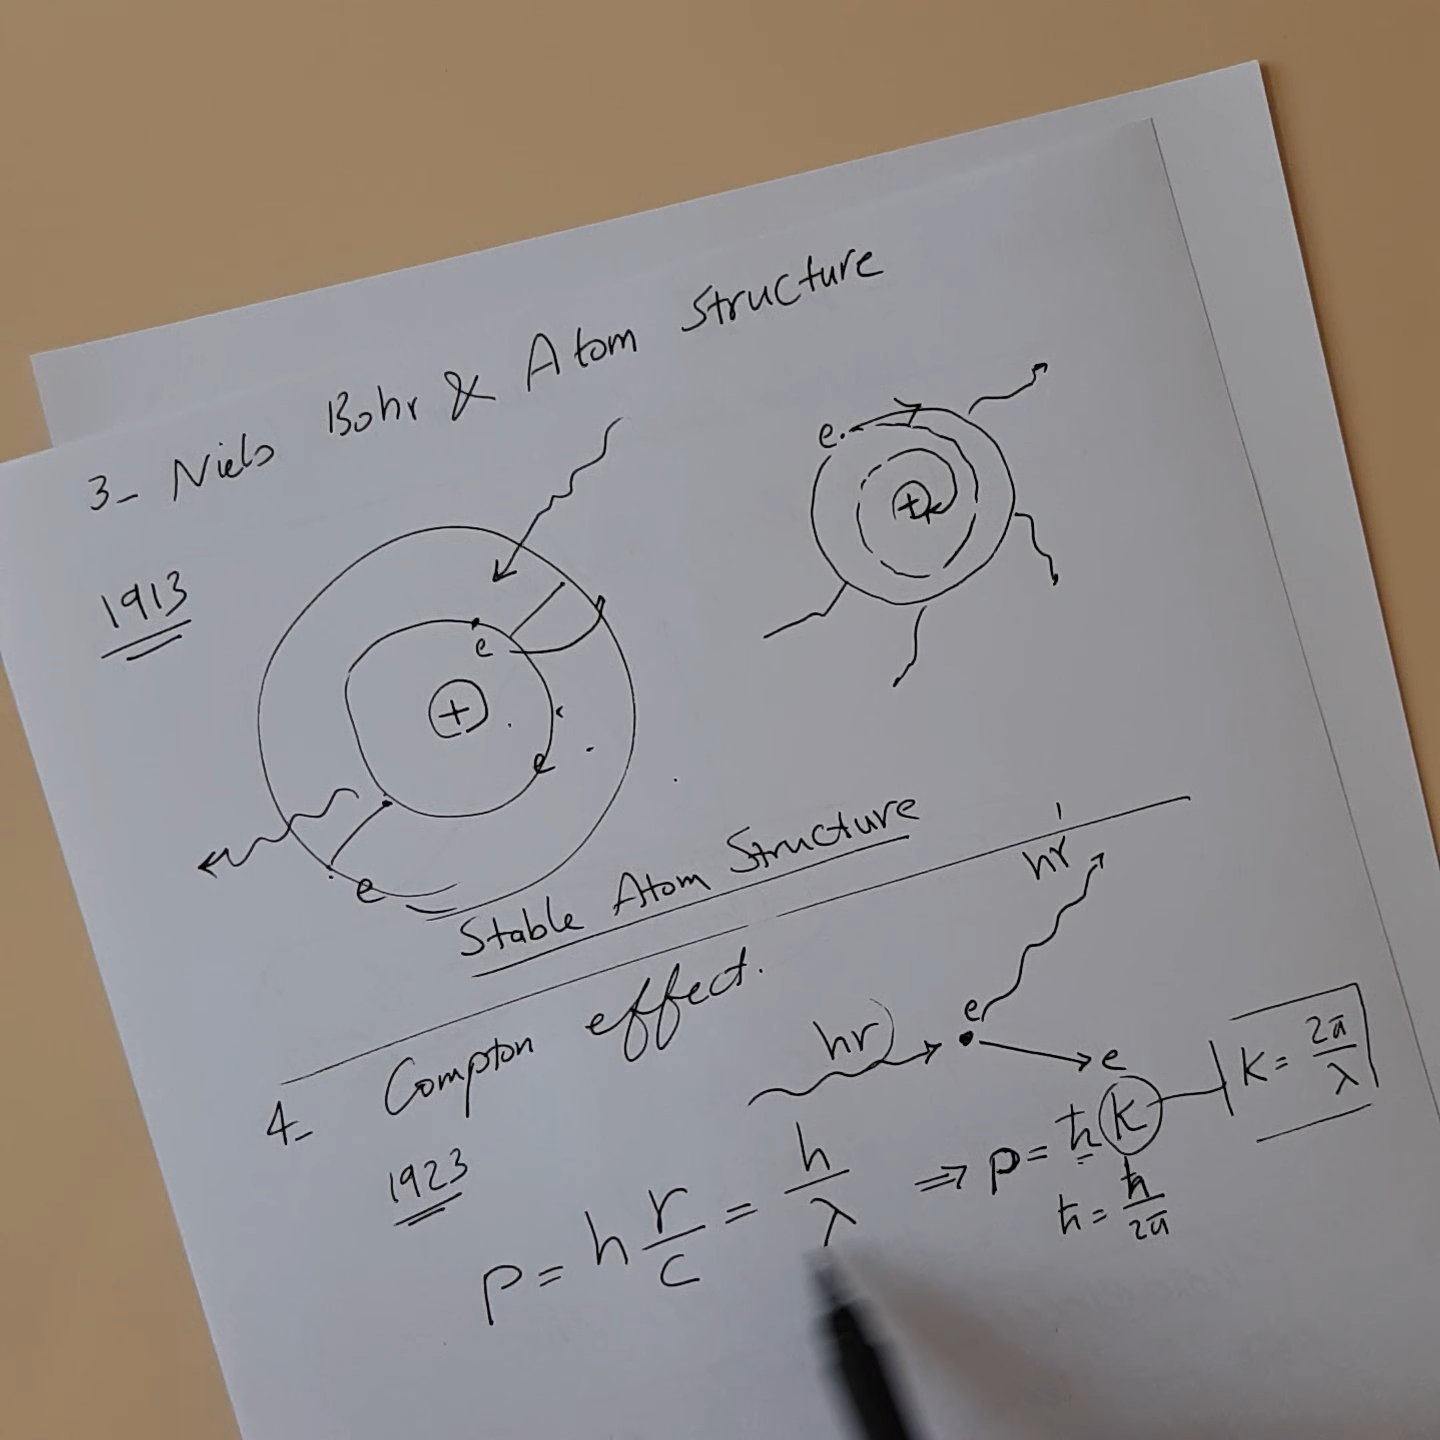 3- Niels Bohr & Atom Structure
1913
e.
+
e
+
e
e
Stable Atom Structure
4- Compton effect.
1923
hν
hν'
e
e
p = h ν/c = h/λ ⇒ p = ħ k
k = 2π/λ
ħ = h/2π